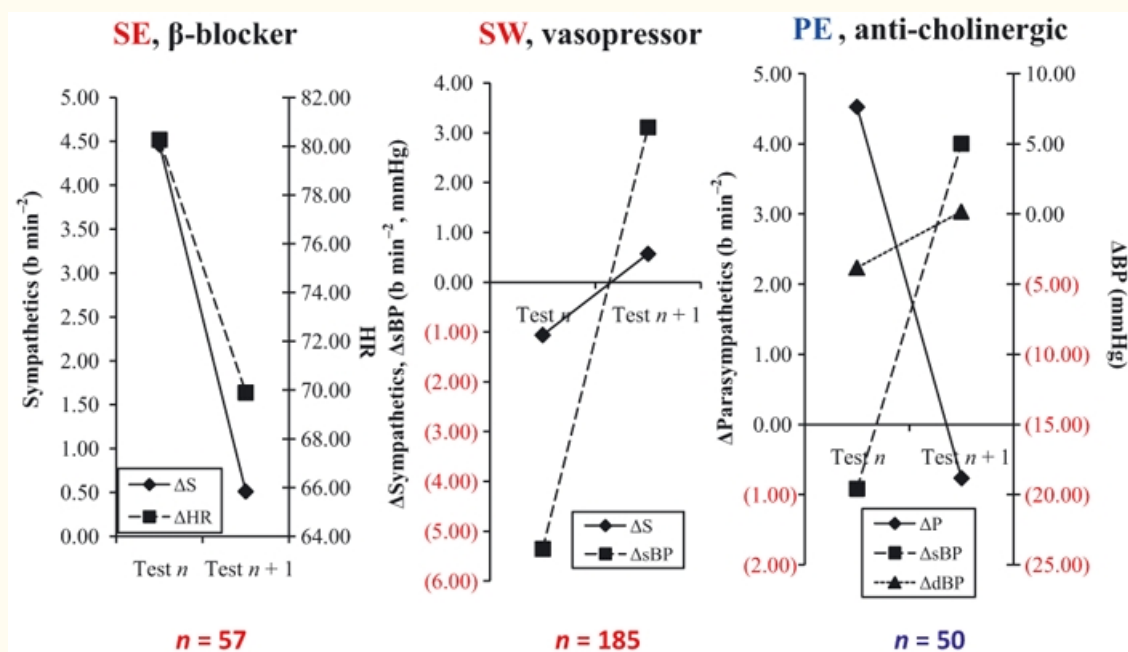 SE, β-blocker
5.00
4.50
4.00
3.50
3.00
2.50
2.00
1.50
1.00
0.50
0.00
Sympathetics (b min⁻²)
82.00
80.00
78.00
76.00
74.00
72.00
70.00
68.00
66.00
64.00
HR
ΔS
ΔHR
Test n
Test n + 1
n = 57
SW, vasopressor
4.00
3.00
2.00
1.00
0.00
(1.00)
(2.00)
(3.00)
(4.00)
(5.00)
(6.00)
ΔSympathetics, ΔsBP (b min⁻², mmHg)
Test n
Test n + 1
ΔS
ΔsBP
n = 185
PE , anti-cholinergic
5.00
4.00
3.00
2.00
1.00
0.00
(1.00)
(2.00)
ΔParasympathetics (b min⁻²)
10.00
5.00
0.00
(5.00)
(10.00)
(15.00)
(20.00)
(25.00)
ΔBP (mmHg)
Test n
Test n + 1
ΔP
ΔsBP
ΔdBP
n = 50